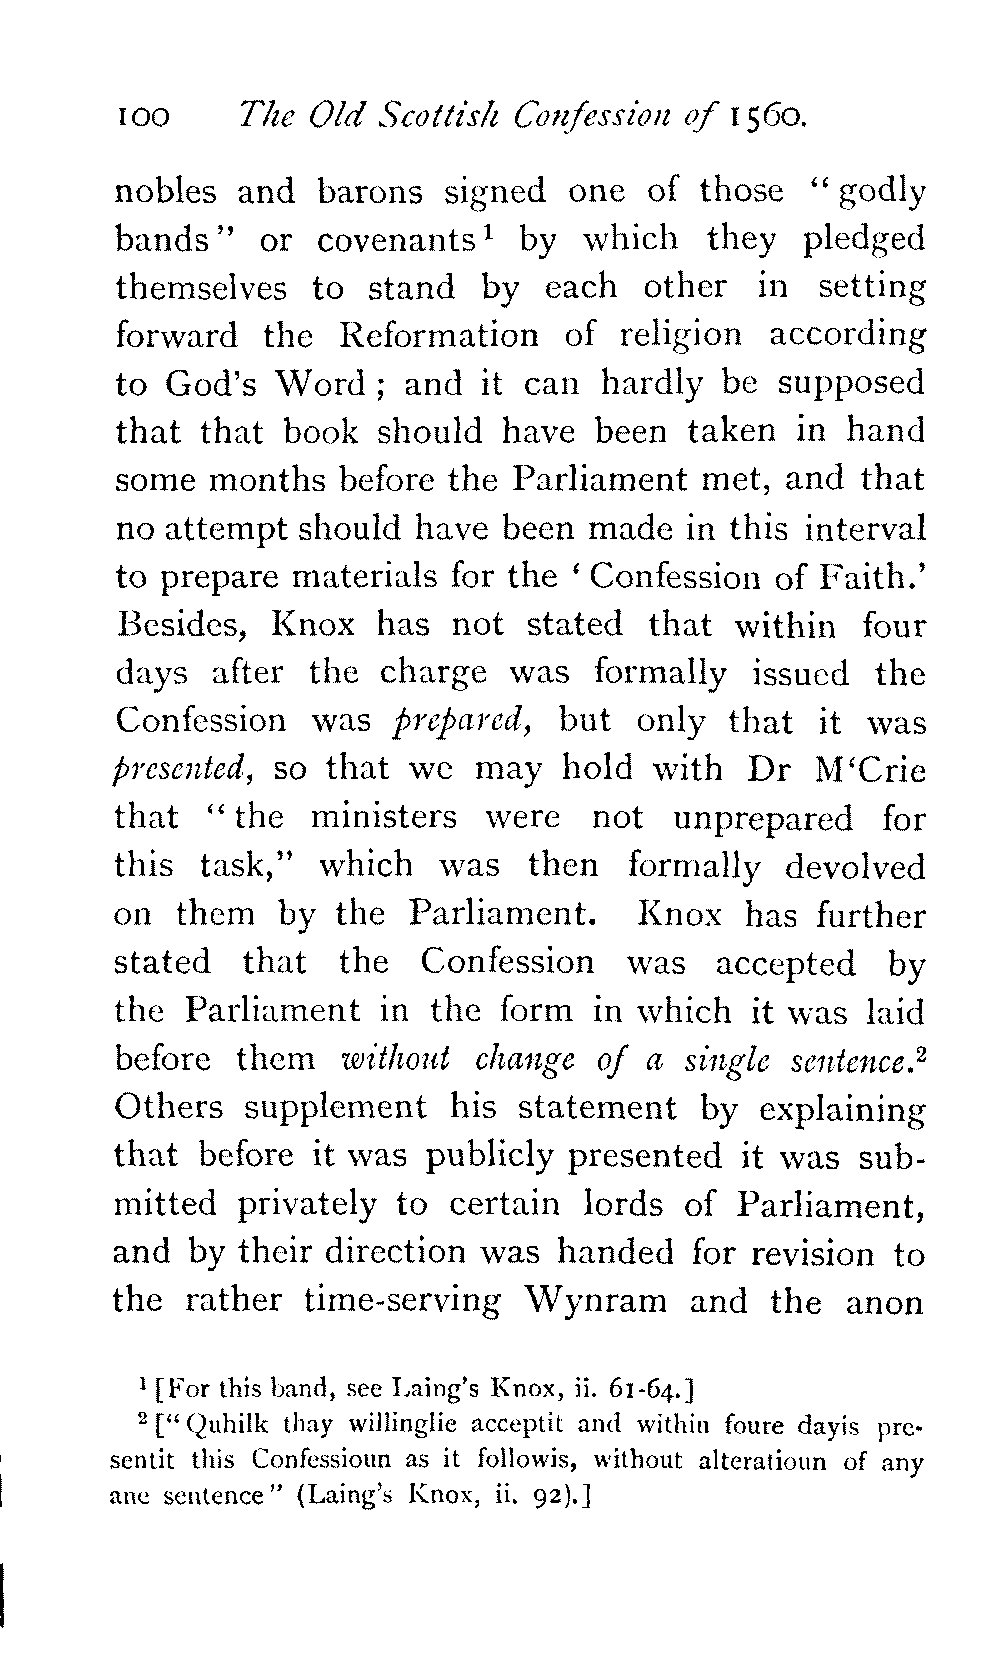 100 The Old Scottish Confession of 1560.
nobles and barons signed one of those “ godly
bands ” or covenants ¹ by which they pledged
themselves to stand by each other in setting
forward the Reformation of religion according
to God's Word ; and it can hardly be supposed
that that book should have been taken in hand
some months before the Parliament met, and that
no attempt should have been made in this interval
to prepare materials for the ‘ Confession of Faith.’
Besides, Knox has not stated that within four
days after the charge was formally issued the
Confession was prepared, but only that it was
presented, so that we may hold with Dr M‘Crie
that “ the ministers were not unprepared for
this task,” which was then formally devolved
on them by the Parliament. Knox has further
stated that the Confession was accepted by
the Parliament in the form in which it was laid
before them without change of a single sentence.²
Others supplement his statement by explaining
that before it was publicly presented it was sub-
mitted privately to certain lords of Parliament,
and by their direction was handed for revision to
the rather time-serving Wynram and the anon
¹ [For this band, see Laing's Knox, ii. 61-64.]
² [“ Quhilk thay willinglie acceptit and within foure dayis pre-
sentit this Confessioun as it followis, without alteratioun of any
ane sentence ” (Laing's Knox, ii. 92).]